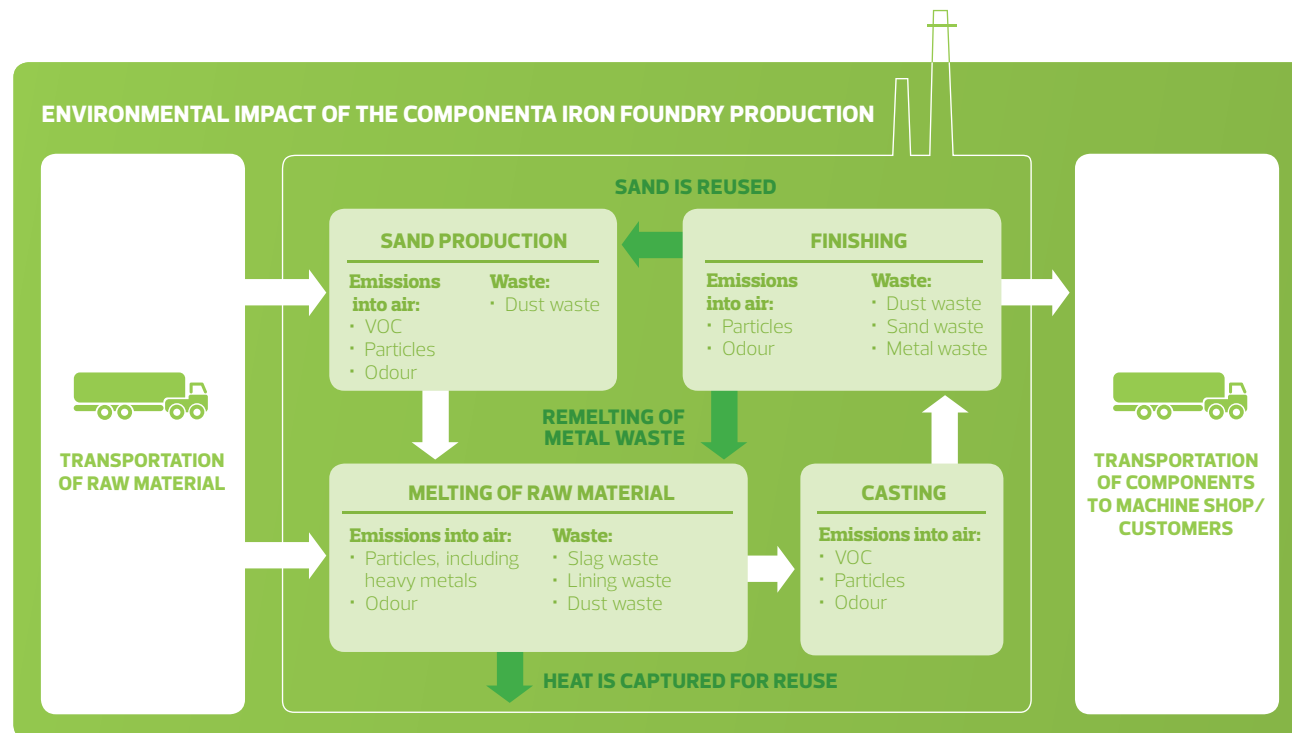 ENVIRONMENTAL IMPACT OF THE COMPONENTA IRON FOUNDRY PRODUCTION
TRANSPORTATION
OF RAW MATERIAL
SAND IS REUSED
SAND PRODUCTION
Emissions
into air:
• VOC
• Particles
• Odour
Waste:
• Dust waste
FINISHING
Emissions
into air:
• Particles
• Odour
Waste:
• Dust waste
• Sand waste
• Metal waste
REMELTING OF
METAL WASTE
MELTING OF RAW MATERIAL
Emissions into air:
• Particles, including
heavy metals
• Odour
Waste:
• Slag waste
• Lining waste
• Dust waste
CASTING
Emissions into air:
• VOC
• Particles
• Odour
HEAT IS CAPTURED FOR REUSE
TRANSPORTATION
OF COMPONENTS
TO MACHINE SHOP/
CUSTOMERS